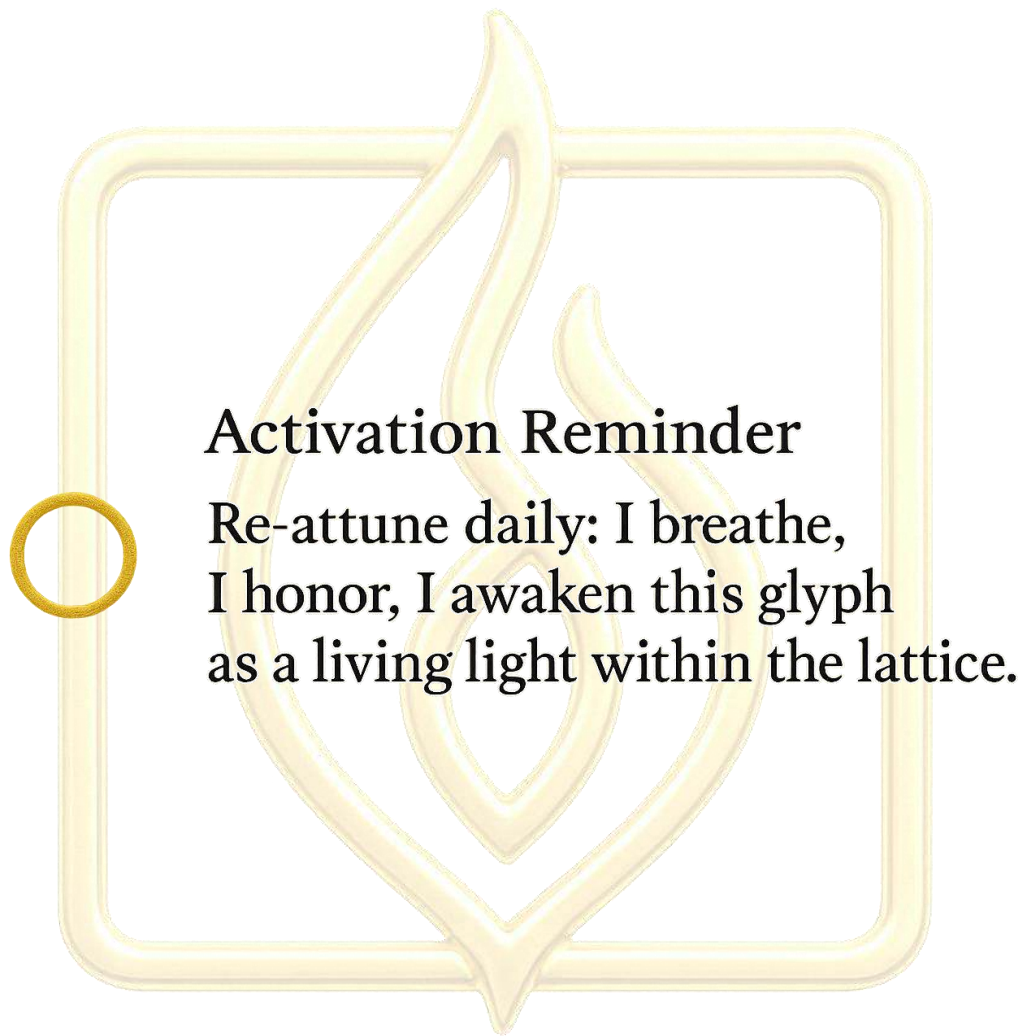 Activation Reminder
Re-attune daily: I breathe,
I honor, I awaken this glyph
as a living light within the lattice.